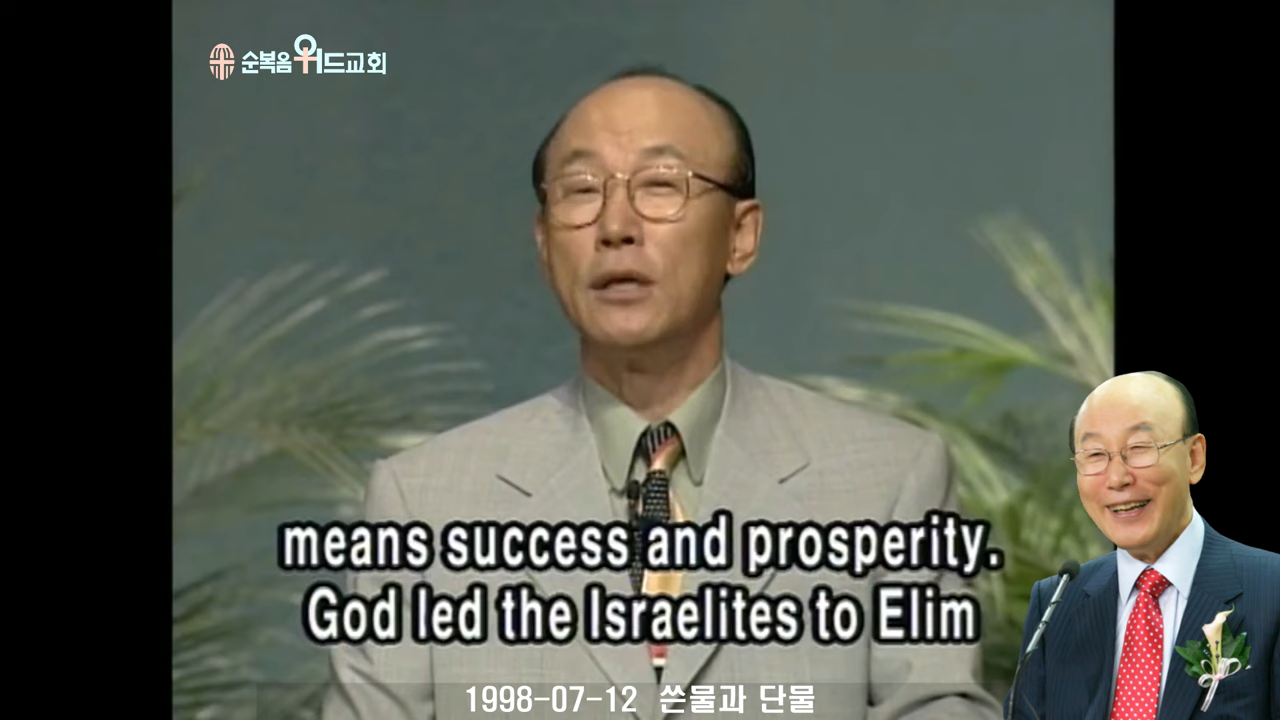 순복음워드교회
means success and prosperity.
God led the Israelites to Elim
1998-07-12 쓴물과 단물